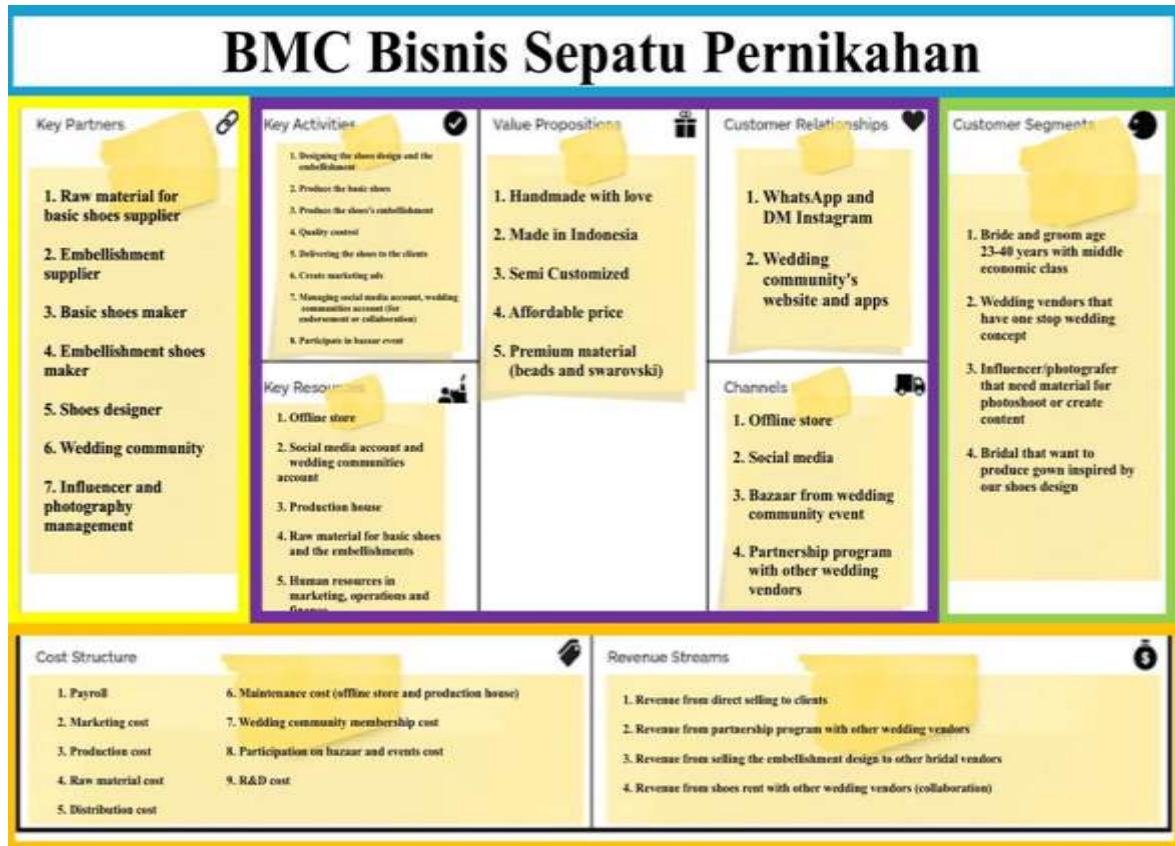 BMC Bisnis Sepatu Pernikahan
Key Partners
1. Raw material for
basic shoes supplier
2. Embellishment
supplier
3. Basic shoes maker
4. Embellishment shoes
maker
5. Shoes designer
6. Wedding community
7. Influencer and
photography
management
Key Activities
1. Designing the shoes design and the
embellishment
2. Produce the basic shoes
3. Produce the shoes's embellishment
4. Quality control
5. Delivering the shoes to the clients
6. Create marketing ads
7. Managing social media account, wedding
communities account (for
endorsement or collaboration)
8. Participate in bazaar event
Key Resources
1. Offline store
2. Social media account and
wedding communities
account
3. Production house
4. Raw material for basic shoes
and the embellishments
5. Human resources in
marketing, operations and
finance
Value Propositions
1. Handmade with love
2. Made in Indonesia
3. Semi Customized
4. Affordable price
5. Premium material
(beads and swarovski)
Customer Relationships
1. WhatsApp and
DM Instagram
2. Wedding
community's
website and apps
Channels
1. Offline store
2. Social media
3. Bazaar from wedding
community event
4. Partnership program
with other wedding
vendors
Customer Segments
1. Bride and groom age
23-40 years with middle
economic class
2. Wedding vendors that
have one stop wedding
concept
3. Influencer/photografer
that need material for
photoshoot or create
content
4. Bridal that want to
produce gown inspired by
our shoes design
Cost Structure
1. Payroll
2. Marketing cost
3. Production cost
4. Raw material cost
5. Distribution cost
6. Maintenance cost (offline store and production house)
7. Wedding community membership cost
8. Participation on bazaar and events cost
9. R&D cost
Revenue Streams
1. Revenue from direct selling to clients
2. Revenue from partnership program with other wedding vendors
3. Revenue from selling the embellishment design to other bridal vendors
4. Revenue from shoes rent with other wedding vendors (collaboration)